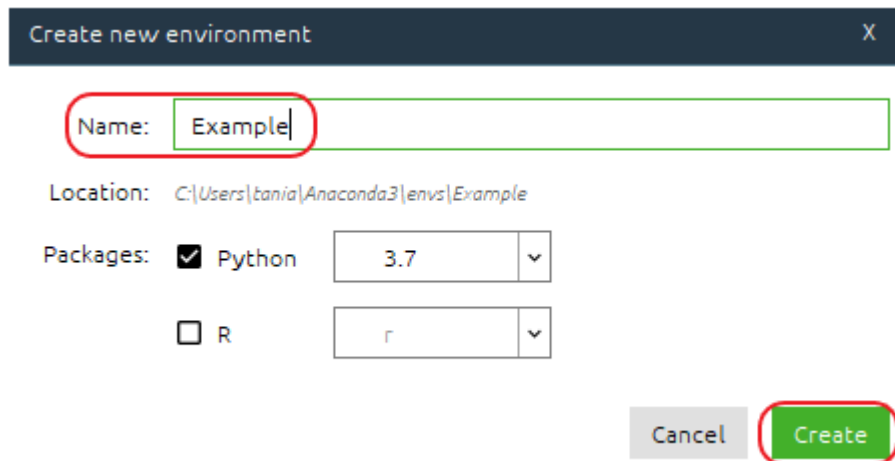 Create new environment X
Name: Example
Location: C:\Users\tania\Anaconda3\envs\Example
Packages: Python 3.7
R r
Cancel Create